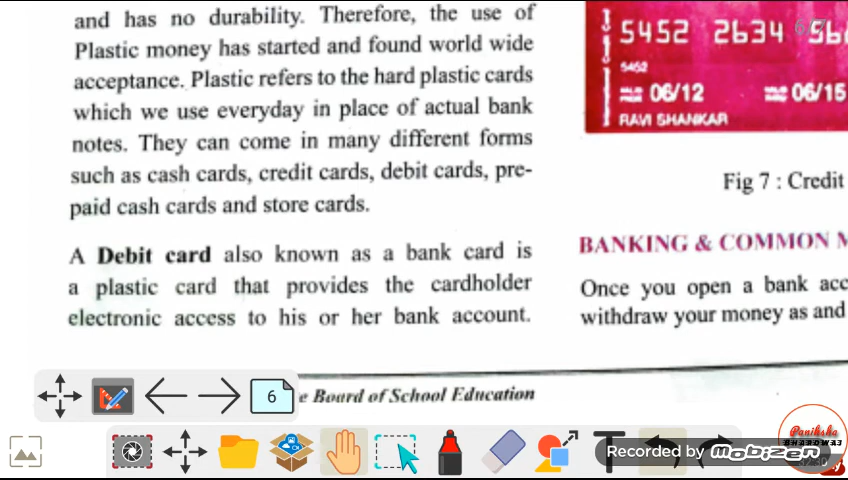 and has no durability. Therefore, the use of
Plastic money has started and found world wide
acceptance. Plastic refers to the hard plastic cards
which we use everyday in place of actual bank
notes. They can come in many different forms
such as cash cards, credit cards, debit cards, pre-
paid cash cards and store cards.
A Debit card also known as a bank card is
a plastic card that provides the cardholder
electronic access to his or her bank account.
5452 2634
6/7
5452
06/12 06/15
RAVI SHANKAR
Fig 7 : Credit
BANKING & COMMON M
Once you open a bank acc
withdraw your money as and
6
e Board of School Education
Paniksha
BHARDWAJ
Recorded by mobizen